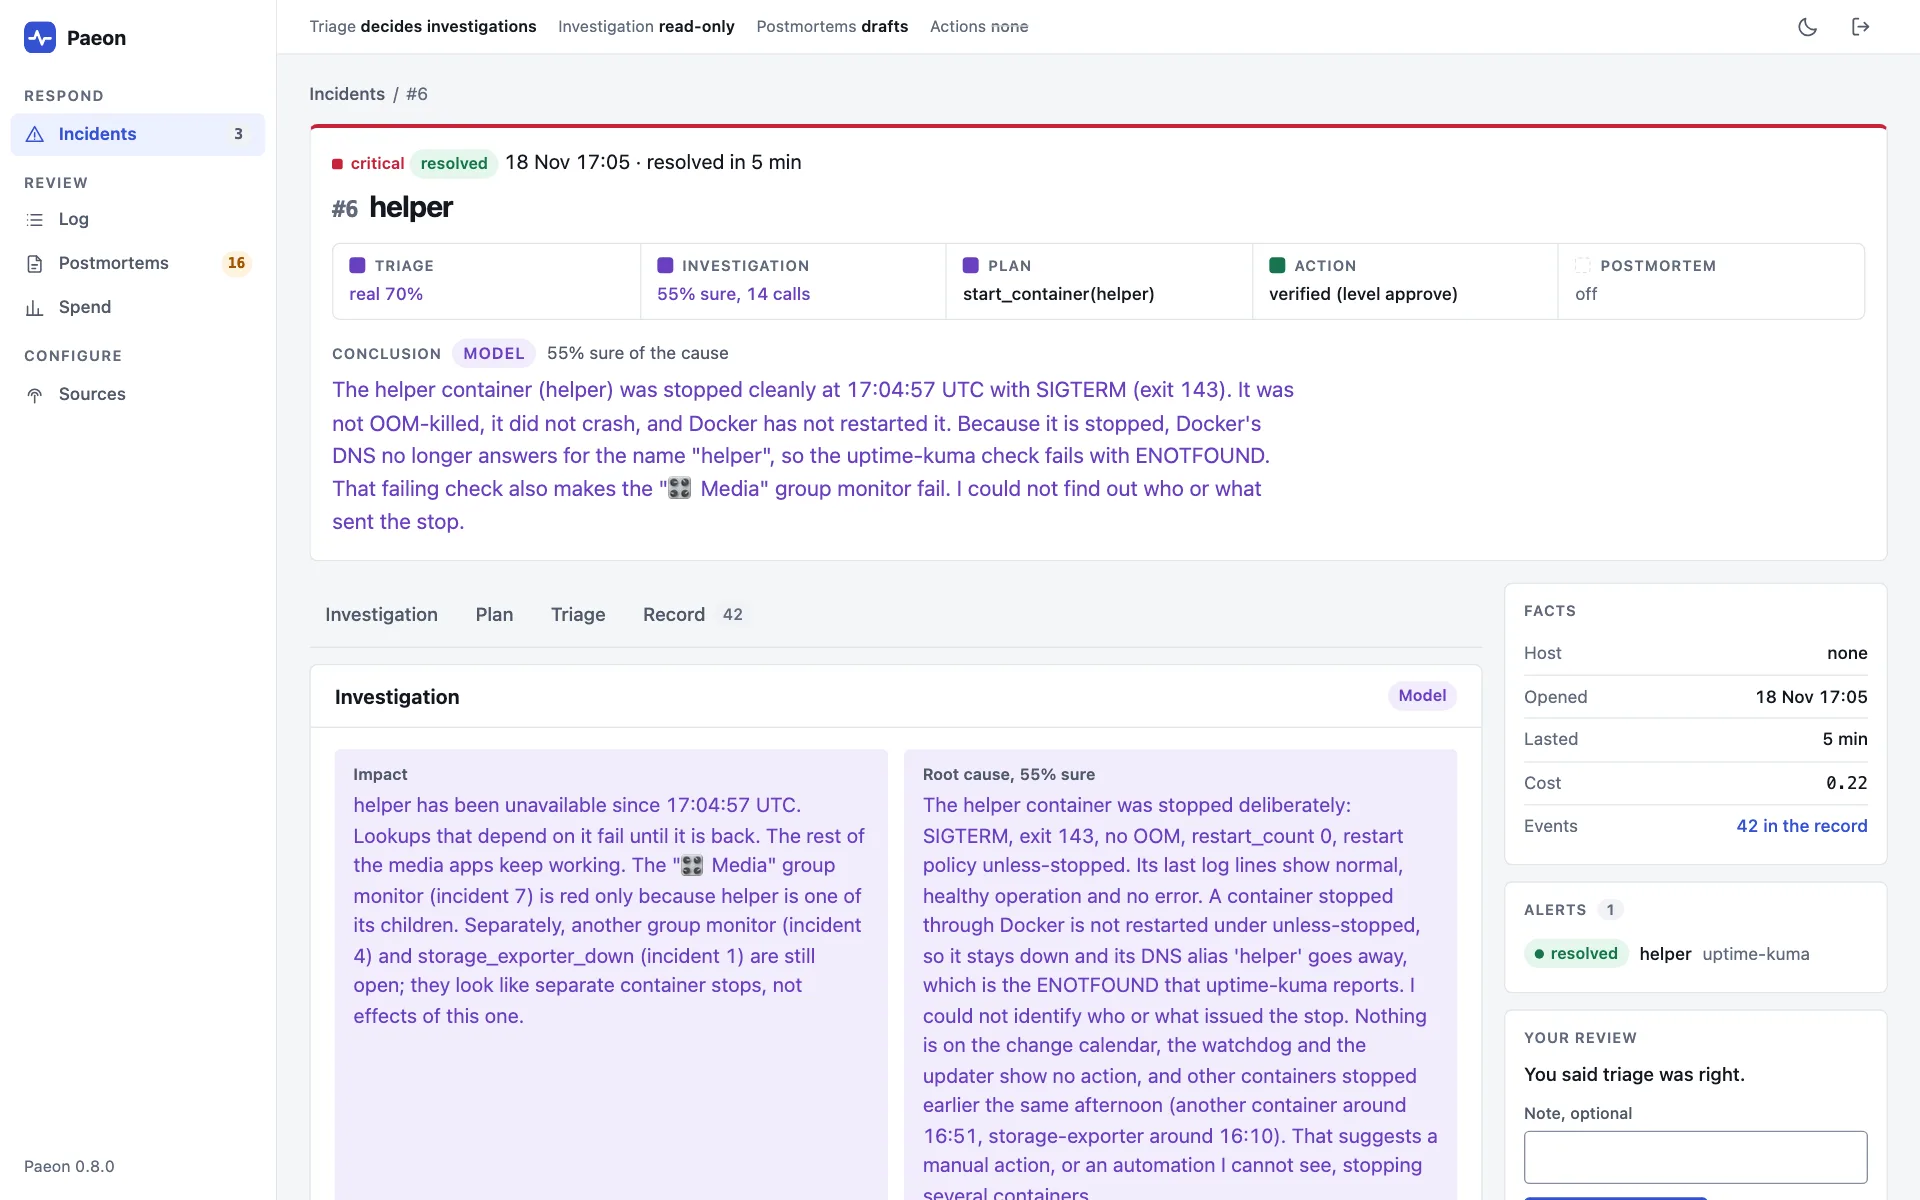 Paeon
Triage decides investigations Investigation read-only Postmortems drafts Actions none
RESPOND
Incidents 3
REVIEW
Log
Postmortems 16
Spend
CONFIGURE
Sources
Paeon 0.8.0
Incidents / #6
critical resolved 18 Nov 17:05 · resolved in 5 min
#6 helper
TRIAGE
real 70%
INVESTIGATION
55% sure, 14 calls
PLAN
start_container(helper)
ACTION
verified (level approve)
POSTMORTEM
off
CONCLUSION MODEL 55% sure of the cause
The helper container (helper) was stopped cleanly at 17:04:57 UTC with SIGTERM (exit 143). It was
not OOM-killed, it did not crash, and Docker has not restarted it. Because it is stopped, Docker's
DNS no longer answers for the name "helper", so the uptime-kuma check fails with ENOTFOUND.
That failing check also makes the "🎛 Media" group monitor fail. I could not find out who or what
sent the stop.
Investigation Plan Triage Record 42
Investigation Model
Impact
helper has been unavailable since 17:04:57 UTC.
Lookups that depend on it fail until it is back. The rest of
the media apps keep working. The "🎛 Media" group
monitor (incident 7) is red only because helper is one of
its children. Separately, another group monitor (incident
4) and storage_exporter_down (incident 1) are still
open; they look like separate container stops, not
effects of this one.
Root cause, 55% sure
The helper container was stopped deliberately:
SIGTERM, exit 143, no OOM, restart_count 0, restart
policy unless-stopped. Its last log lines show normal,
healthy operation and no error. A container stopped
through Docker is not restarted under unless-stopped,
so it stays down and its DNS alias 'helper' goes away,
which is the ENOTFOUND that uptime-kuma reports. I
could not identify who or what issued the stop. Nothing
is on the change calendar, the watchdog and the
updater show no action, and other containers stopped
earlier the same afternoon (another container around
16:51, storage-exporter around 16:10). That suggests a
manual action, or an automation I cannot see, stopping
several containers.
FACTS
Host none
Opened 18 Nov 17:05
Lasted 5 min
Cost 0.22
Events 42 in the record
ALERTS 1
resolved helper uptime-kuma
YOUR REVIEW
You said triage was right.
Note, optional